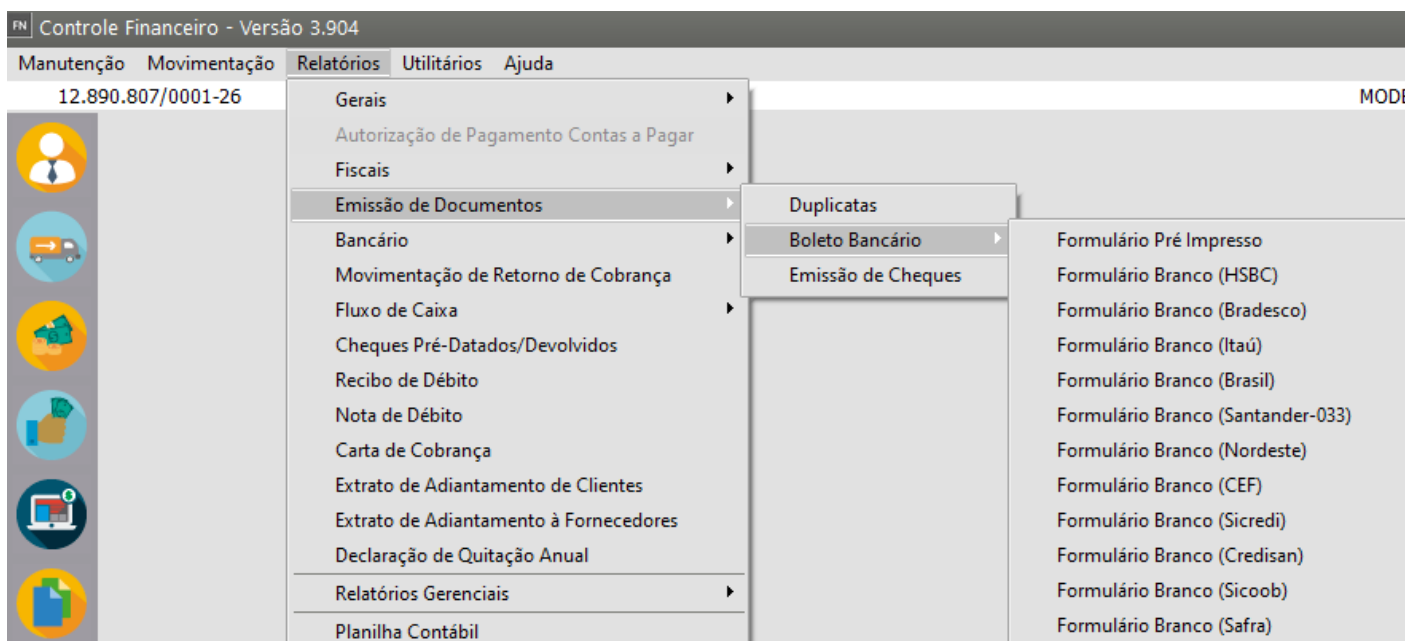 FN Controle Financeiro - Versão 3.904
Manutenção Movimentação Relatórios Utilitários Ajuda
12.890.807/0001-26
Gerais
Autorização de Pagamento Contas a Pagar
Fiscais
Emissão de Documentos
Bancário
Movimentação de Retorno de Cobrança
Fluxo de Caixa
Cheques Pré-Datados/Devolvidos
Recibo de Débito
Nota de Débito
Carta de Cobrança
Extrato de Adiantamento de Clientes
Extrato de Adiantamento à Fornecedores
Declaração de Quitação Anual
Relatórios Gerenciais
Planilha Contábil
Duplicatas
Boleto Bancário
Emissão de Cheques
Formulário Pré Impresso
Formulário Branco (HSBC)
Formulário Branco (Bradesco)
Formulário Branco (Itaú)
Formulário Branco (Brasil)
Formulário Branco (Santander-033)
Formulário Branco (Nordeste)
Formulário Branco (CEF)
Formulário Branco (Sicredi)
Formulário Branco (Credisan)
Formulário Branco (Sicoob)
Formulário Branco (Safra)